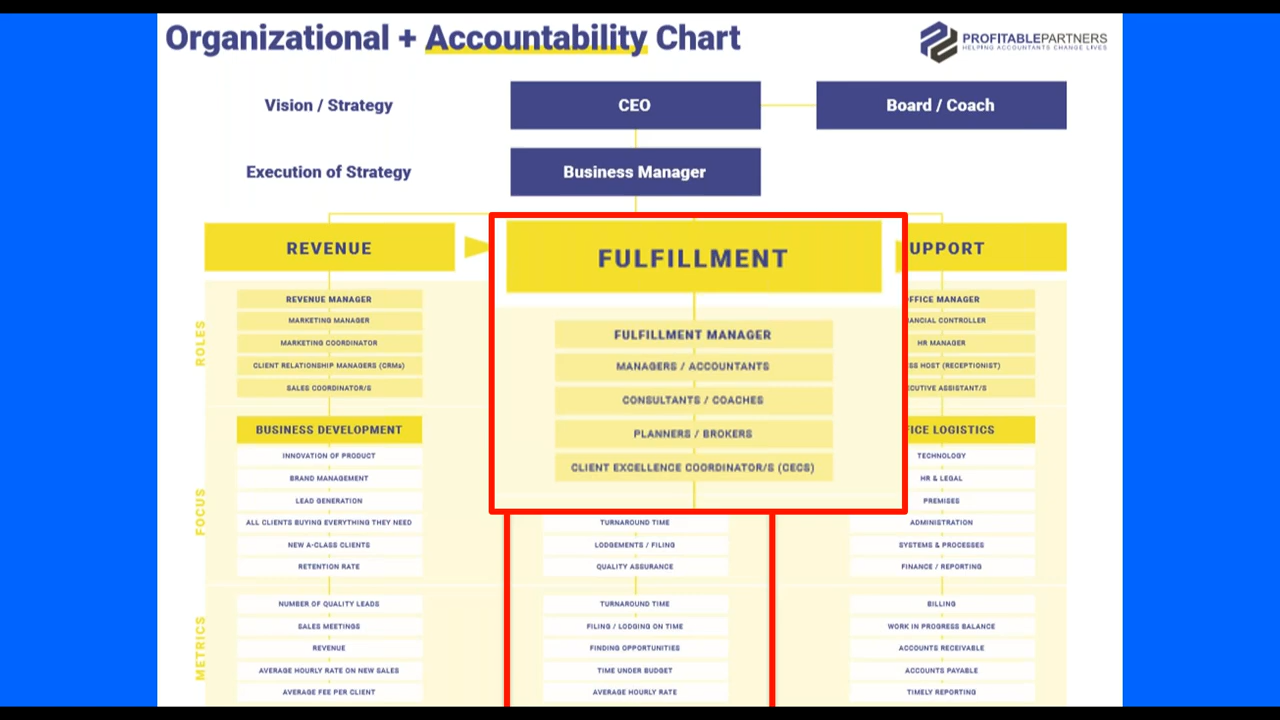 Organizational + Accountability Chart
PROFITABLEPARTNERS
HELPING ACCOUNTANTS CHANGE LIVES
Vision / Strategy
CEO
Board / Coach
Execution of Strategy
Business Manager
REVENUE
FULFILLMENT
UPPORT
ROLES
REVENUE MANAGER
MARKETING MANAGER
MARKETING COORDINATOR
CLIENT RELATIONSHIP MANAGERS (CRMs)
SALES COORDINATOR/S
FULFILLMENT MANAGER
MANAGERS / ACCOUNTANTS
CONSULTANTS / COACHES
PLANNERS / BROKERS
CLIENT EXCELLENCE COORDINATOR/S (CECS)
FFICE MANAGER
NANCIAL CONTROLLER
HR MANAGER
SS HOST (RECEPTIONIST)
CUTIVE ASSISTANT/S
FOCUS
BUSINESS DEVELOPMENT
INNOVATION OF PRODUCT
BRAND MANAGEMENT
LEAD GENERATION
ALL CLIENTS BUYING EVERYTHING THEY NEED
NEW A-CLASS CLIENTS
RETENTION RATE
TURNAROUND TIME
LODGEMENTS / FILING
QUALITY ASSURANCE
FICE LOGISTICS
TECHNOLOGY
HR & LEGAL
PREMISES
ADMINISTRATION
SYSTEMS & PROCESSES
FINANCE / REPORTING
METRICS
NUMBER OF QUALITY LEADS
SALES MEETINGS
REVENUE
AVERAGE HOURLY RATE ON NEW SALES
AVERAGE FEE PER CLIENT
TURNAROUND TIME
FILING / LODGING ON TIME
FINDING OPPORTUNITIES
TIME UNDER BUDGET
AVERAGE HOURLY RATE
BILLING
WORK IN PROGRESS BALANCE
ACCOUNTS RECEIVABLE
ACCOUNTS PAYABLE
TIMELY REPORTING